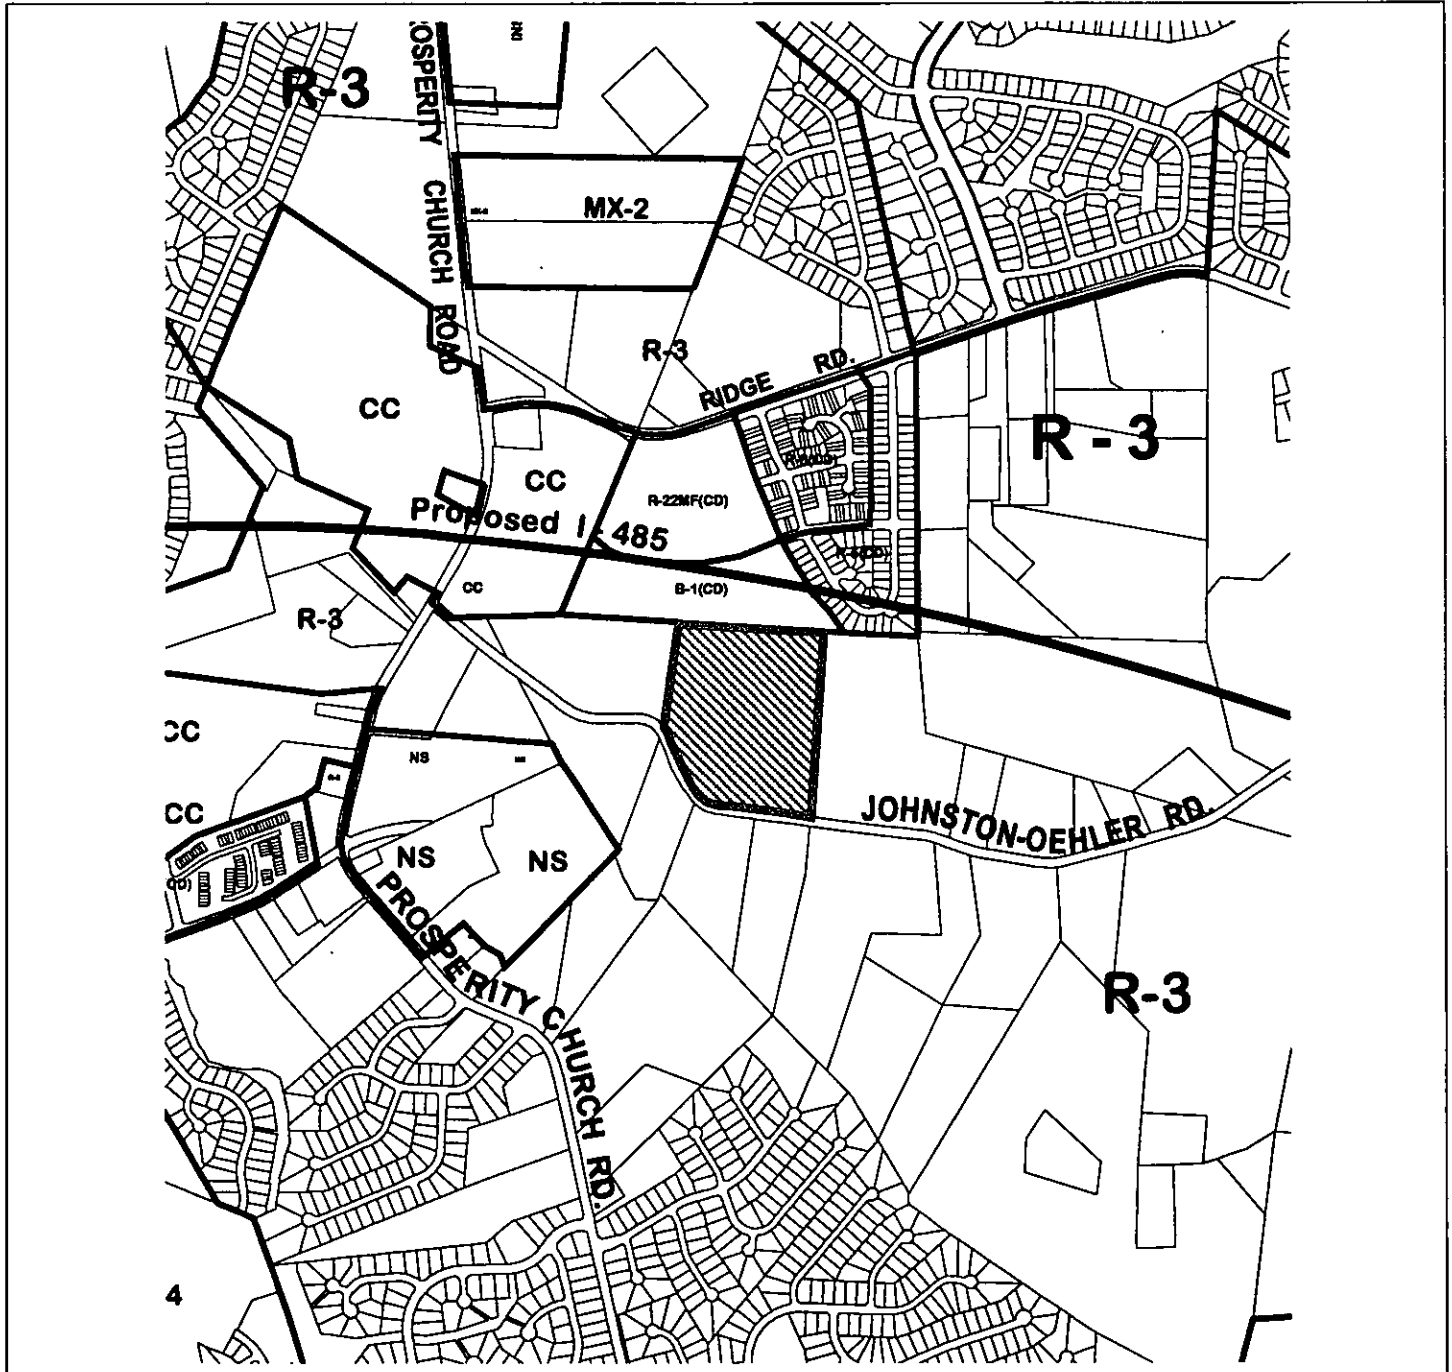 OSPERITY
R-3
CHURCH
MX-2
ROAD
R-3
RIDGE RD.
CC
R - 3
CC
R-22MF(CD)
Proposed I 485
CC
B-1(CD)
R-3
CC
NS
CC
JOHNSTON-OEHLER RD.
NS
NS
PROSPERITY CHURCH RD.
R-3
4